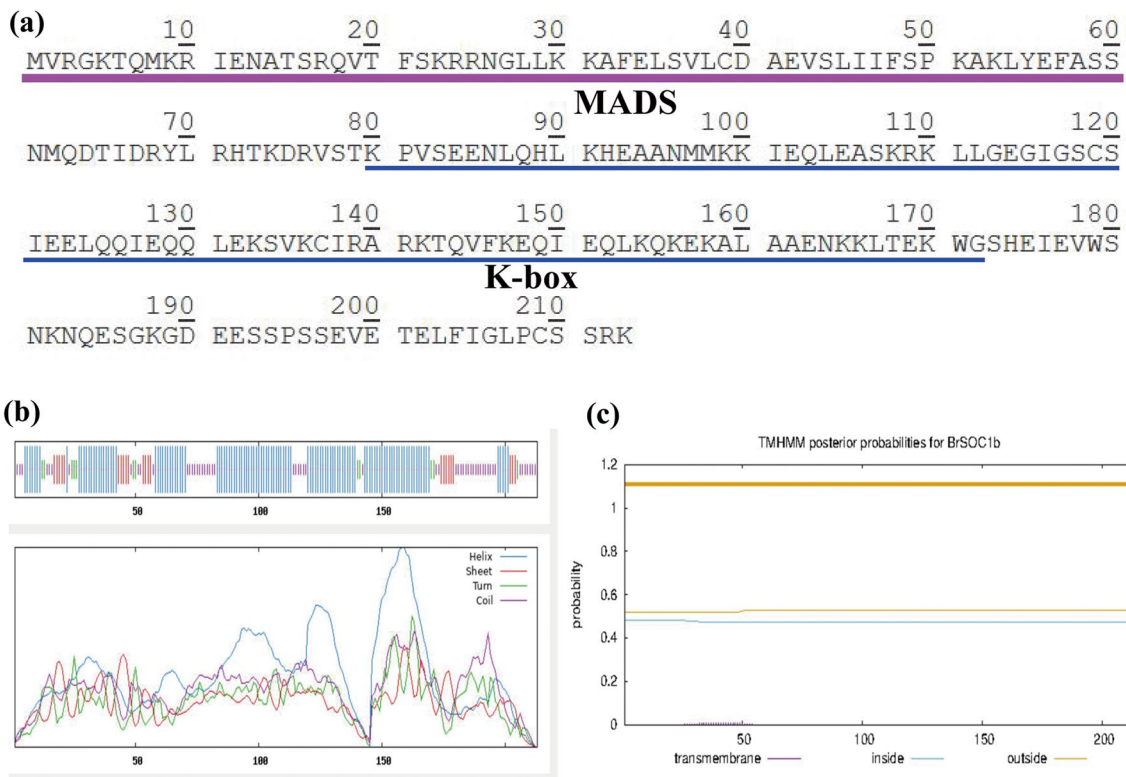 (a)
10 20 30 40 50 60
MVRGKTQMKR IENATSRQVT FSKRRNGLLK KAFELSVLCD AEVSLIIFSP KAKLYEFASS
MADS
70 80 90 100 110 120
NMQDTIDRYL RHTKDRVSTK PVSEENLQHL KHEAANMMKK IEQLEASKRK LLGEGIGSCS
130 140 150 160 170 180
IEELQQIEQQ LEKSVKCIRA RKTQVFKEQI EQLKQKEKAL AAENKKLTEK WGSHEIEVWS
K-box
190 200 210
NKNQESGKGD EESSPSSEVE TELFIGLPCS SRK
(b)
50 100 150
Helix
Sheet
Turn
Coil
50 100 150
(c)
TMHMM posterior probabilities for BrSOC1b
1.2
1
0.8
0.6
0.4
0.2
0
probability
50 100 150 200
transmembrane inside outside